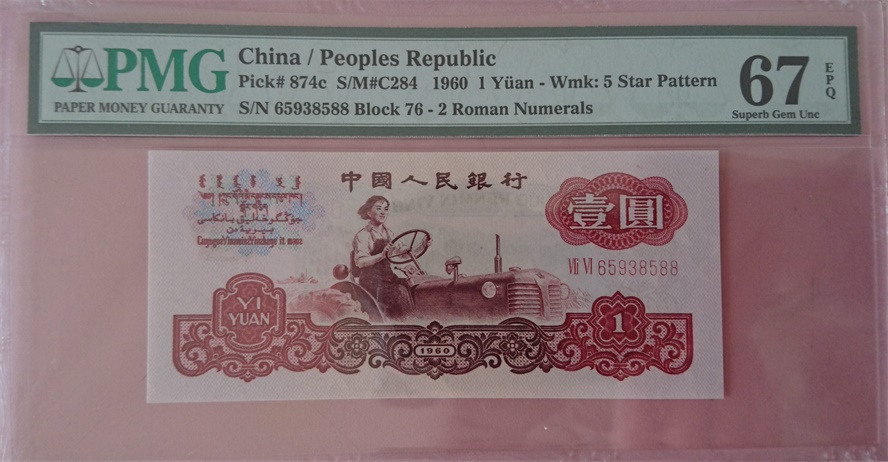 PMG
PAPER MONEY GUARANTY
China / Peoples Republic
Pick# 874c S/M#C284 1960 1 Yüan - Wmk: 5 Star Pattern
S/N 65938588 Block 76 - 2 Roman Numerals
67
EPQ
Superb Gem Unc
中國人民銀行
壹圓
Ⅷ Ⅵ 65938588
YI
YUAN
1960
1